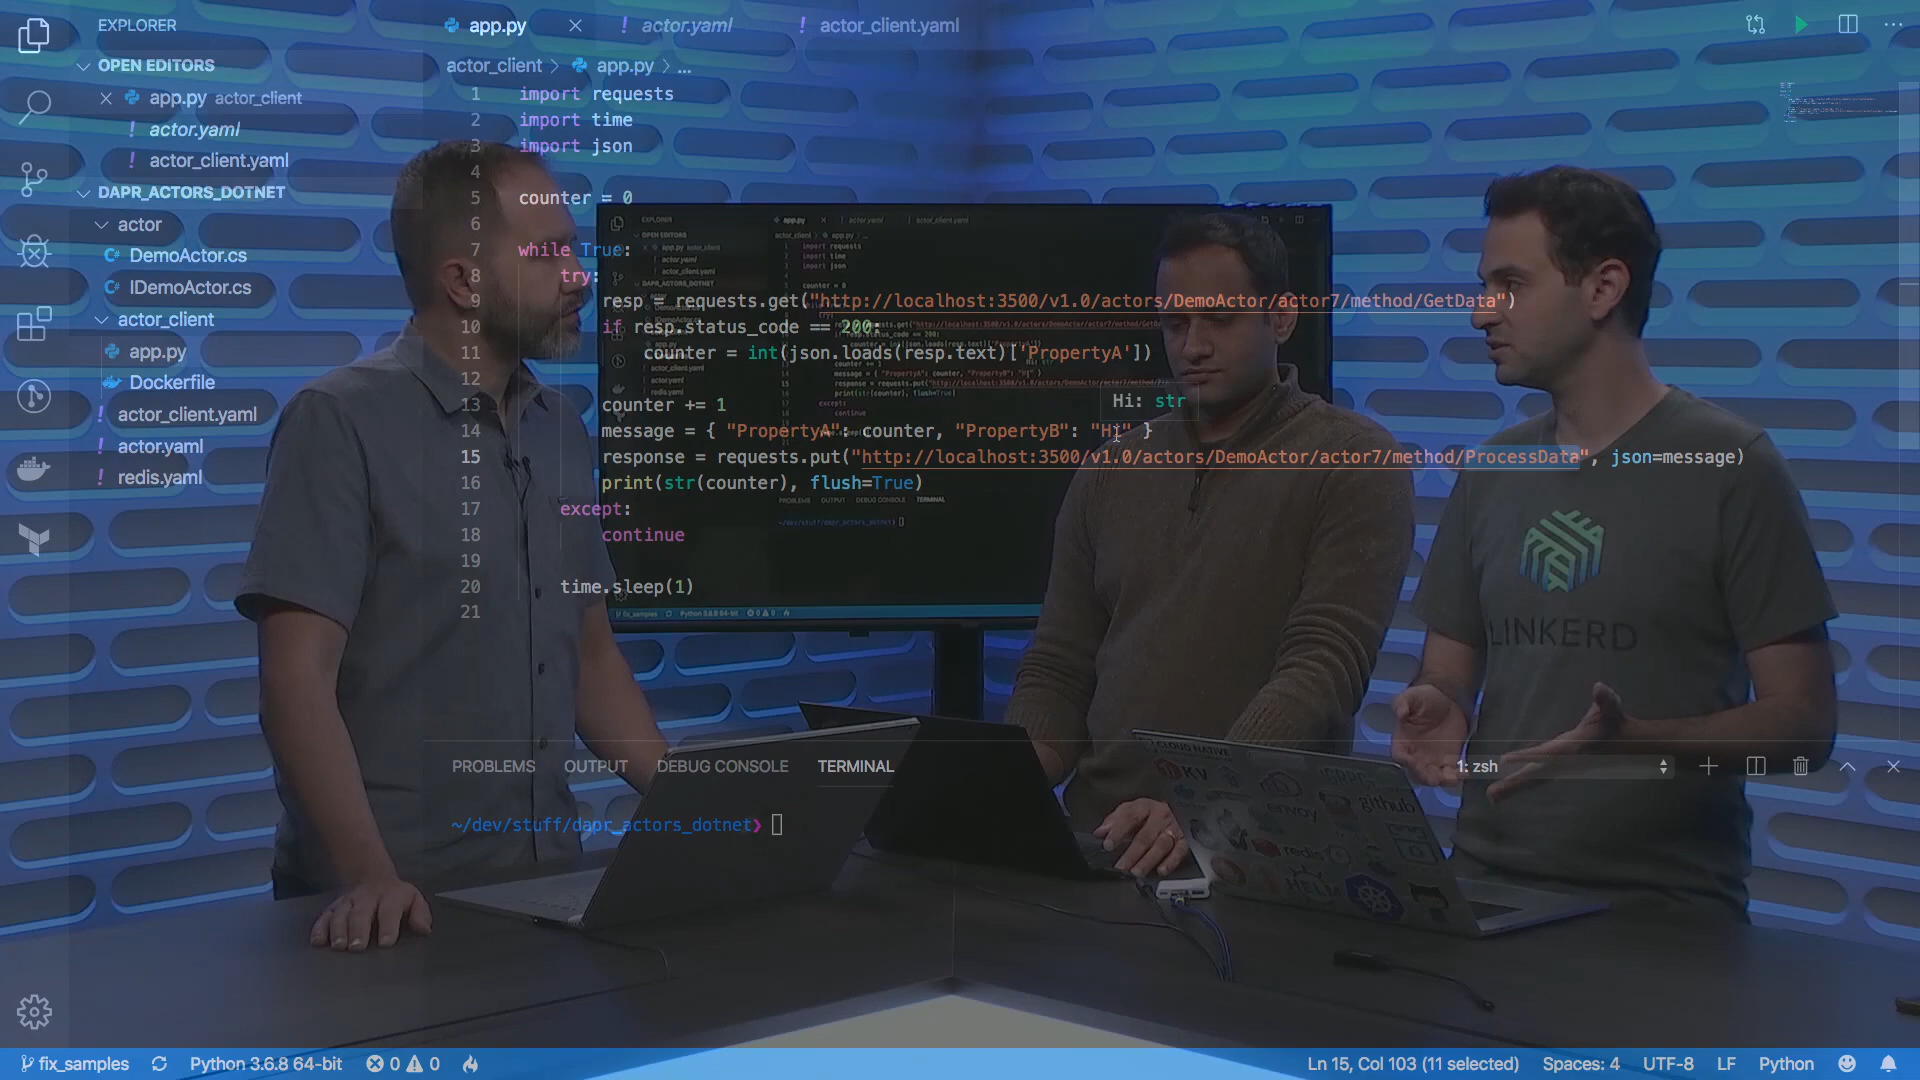 EXPLORER
OPEN EDITORS
app.py actor_client
! actor.yaml
! actor_client.yaml
DAPR_ACTORS_DOTNET
actor
DemoActor.cs
IDemoActor.cs
actor_client
app.py
Dockerfile
! actor_client.yaml
! actor.yaml
redis.yaml
app.py ! actor.yaml ! actor_client.yaml
actor_client > app.py > ...
1 import requests
2 import time
3 import json
4
5 counter = 0
6
7 while True:
8 try:
9 resp = requests.get("http://localhost:3500/v1.0/actors/DemoActor/actor7/method/GetData")
10 if resp.status_code == 200:
11 counter = int(json.loads(resp.text)['PropertyA'])
12
13 counter += 1
Hi: str
14 message = { "PropertyA": counter, "PropertyB": "Hi" }
15 response = requests.put("http://localhost:3500/v1.0/actors/DemoActor/actor7/method/ProcessData", json=message)
16 print(str(counter), flush=True)
17 except:
18 continue
19
20 time.sleep(1)
21
LINKERD
CLOUD NATIVE
KV
GRPC
github
envoy
redis
HELM
PROBLEMS OUTPUT DEBUG CONSOLE TERMINAL
1: zsh
~/dev/stuff/dapr_actors_dotnet❯
fix_samples Python 3.6.8 64-bit 0 0
Ln 15, Col 103 (11 selected) Spaces: 4 UTF-8 LF Python